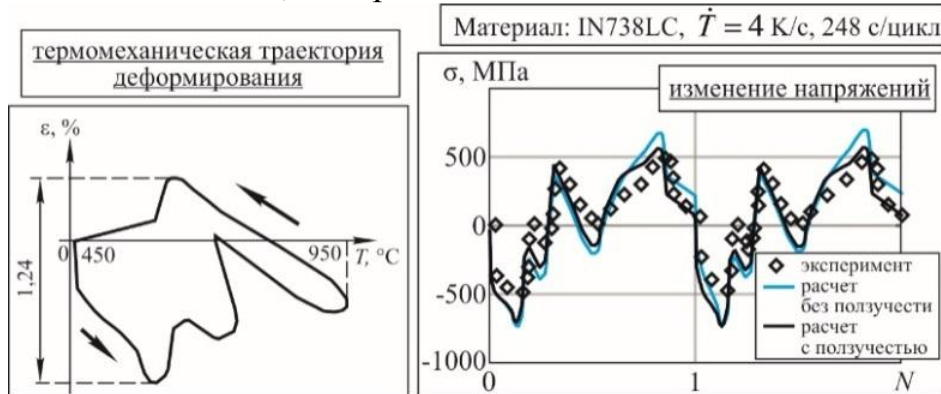 термомеханическая траектория
деформирования
ε, %
1,24
0
450
950
T, °C
Материал: IN738LC, Ṫ = 4 K/c, 248 с/цикл
σ, МПа
изменение напряжений
500
0
-500
-1000
эксперимент
расчет
без ползучести
расчет
с ползучестью
0
1
N